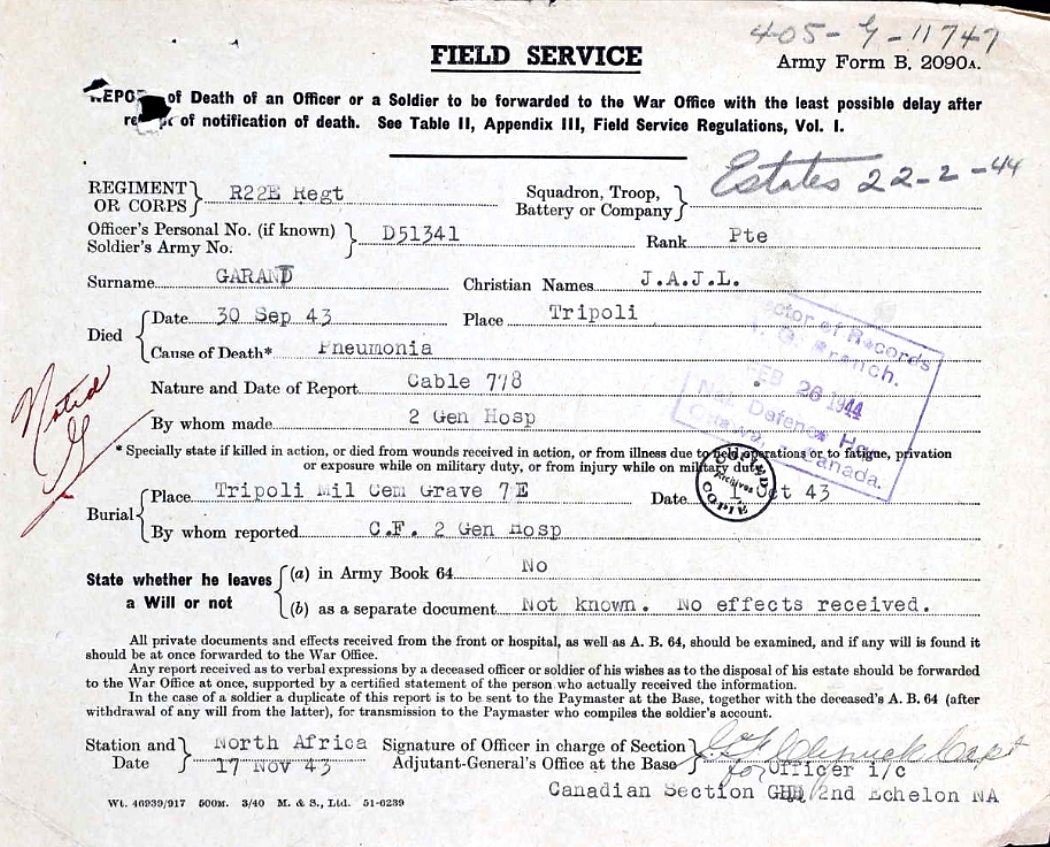 405-G-11747
FIELD SERVICE
Army Form B. 2090A.
REPORT of Death of an Officer or a Soldier to be forwarded to the War Office with the least possible delay after
receipt of notification of death. See Table II, Appendix III, Field Service Regulations, Vol. I.
Estates 22-2-44
REGIMENT OR CORPS } R22E Regt Squadron, Troop, Battery or Company }
Officer's Personal No. (if known) Soldier's Army No. } D51341 Rank Pte
Surname GARAND Christian Names J.A.J.L.
Died { Date 30 Sep 43 Place Tripoli
Cause of Death* Pneumonia
Nature and Date of Report Cable 778
By whom made 2 Gen Hosp
Noted
Director of Records
Branch.
FEB 26 1944
Nat. Defence
Ottawa, Canada.
* Specially state if killed in action, or died from wounds received in action, or from illness due to field operations or to fatigue, privation
or exposure while on military duty, or from injury while on military duty.
COPIED
Archives
COPIÉ
Burial { Place Tripoli Mil Cem Grave 7E Date 1 Oct 43
By whom reported C.F. 2 Gen Hosp
State whether he leaves a Will or not { (a) in Army Book 64 No
(b) as a separate document Not known. No effects received.
All private documents and effects received from the front or hospital, as well as A. B. 64, should be examined, and if any will is found it
should be at once forwarded to the War Office.
Any report received as to verbal expressions by a deceased officer or soldier of his wishes as to the disposal of his estate should be forwarded
to the War Office at once, supported by a certified statement of the person who actually received the information.
In the case of a soldier a duplicate of this report is to be sent to the Paymaster at the Base, together with the deceased's A. B. 64 (after
withdrawal of any will from the latter), for transmission to the Paymaster who compiles the soldier's account.
Station and Date } North Africa Signature of Officer in charge of Section } Capt
17 Nov 43 Adjutant-General's Office at the Base for Officer i/c
Canadian Section GHQ 2nd Echelon NA
Wt. 46939/917 500M. 3/40 M. & S., Ltd. 51-6239